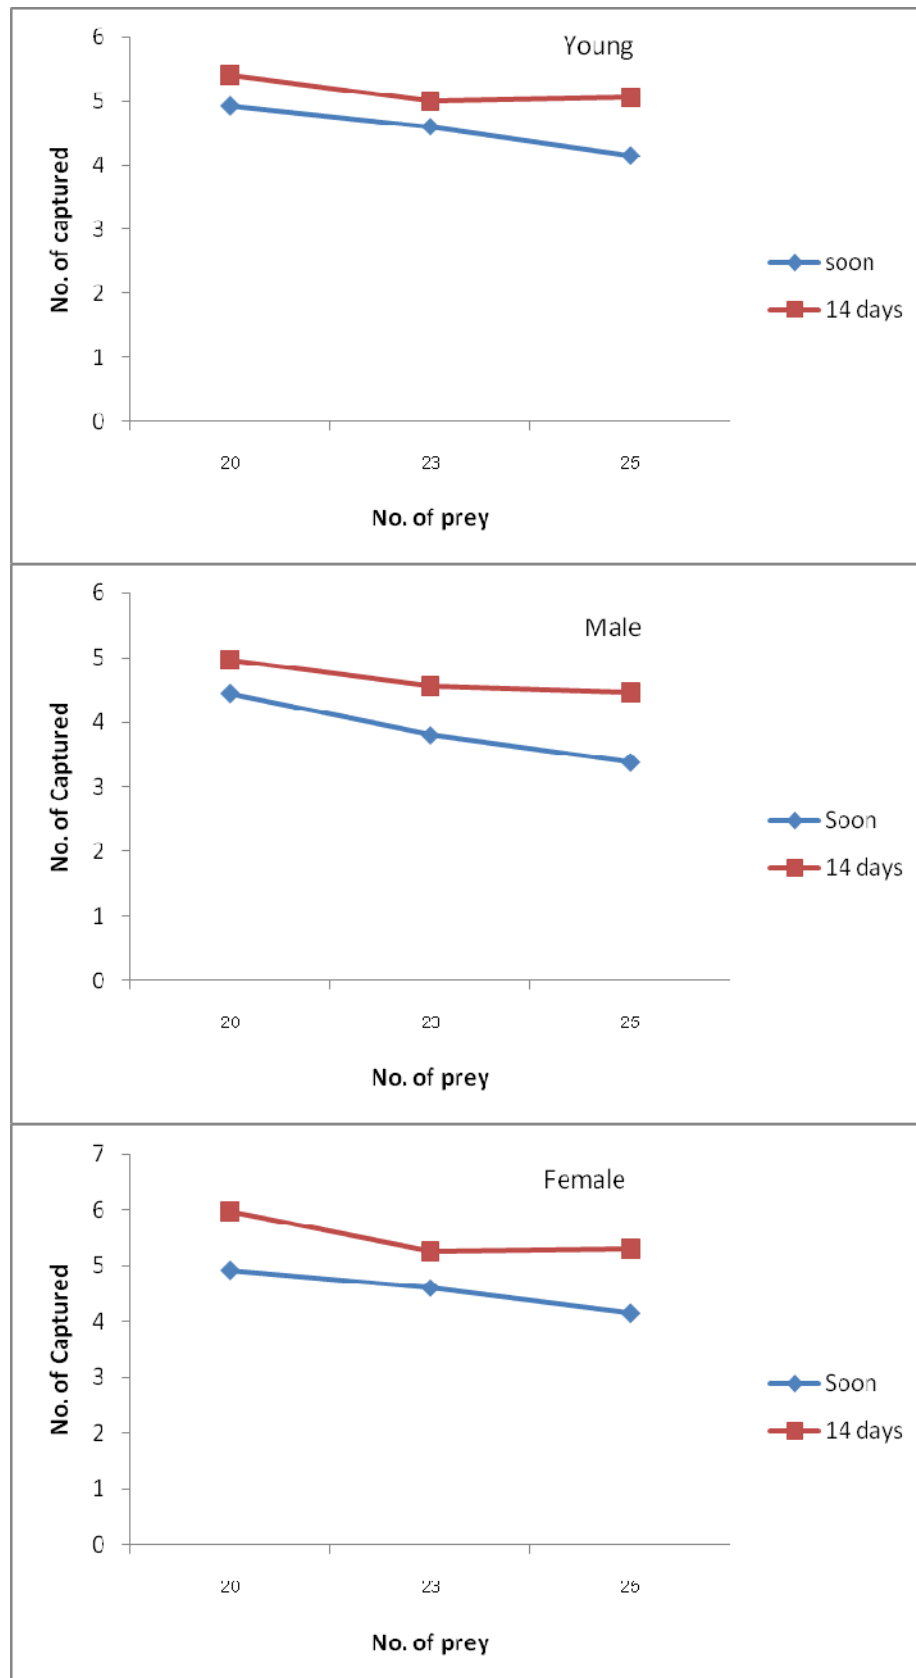 Young
No. of captured
6
5
4
3
2
1
0
20
23
25
No. of prey
soon
14 days
Male
No. of Captured
6
5
4
3
2
1
0
20
23
25
No. of prey
Soon
14 days
Female
No. of Captured
7
6
5
4
3
2
1
0
20
23
25
No. of prey
Soon
14 days